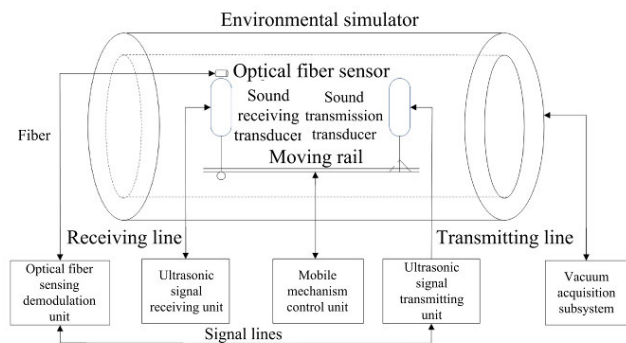 Environmental simulator
Optical fiber sensor
Sound
receiving
transducer
Sound
transmission
transducer
Fiber
Moving rail
Receiving line
Transmitting line
Optical fiber
sensing
demodulation
unit
Ultrasonic
signal
receiving unit
Mobile
mechanism
control unit
Ultrasonic
signal
transmitting
unit
Vacuum
acquisition
subsystem
Signal lines